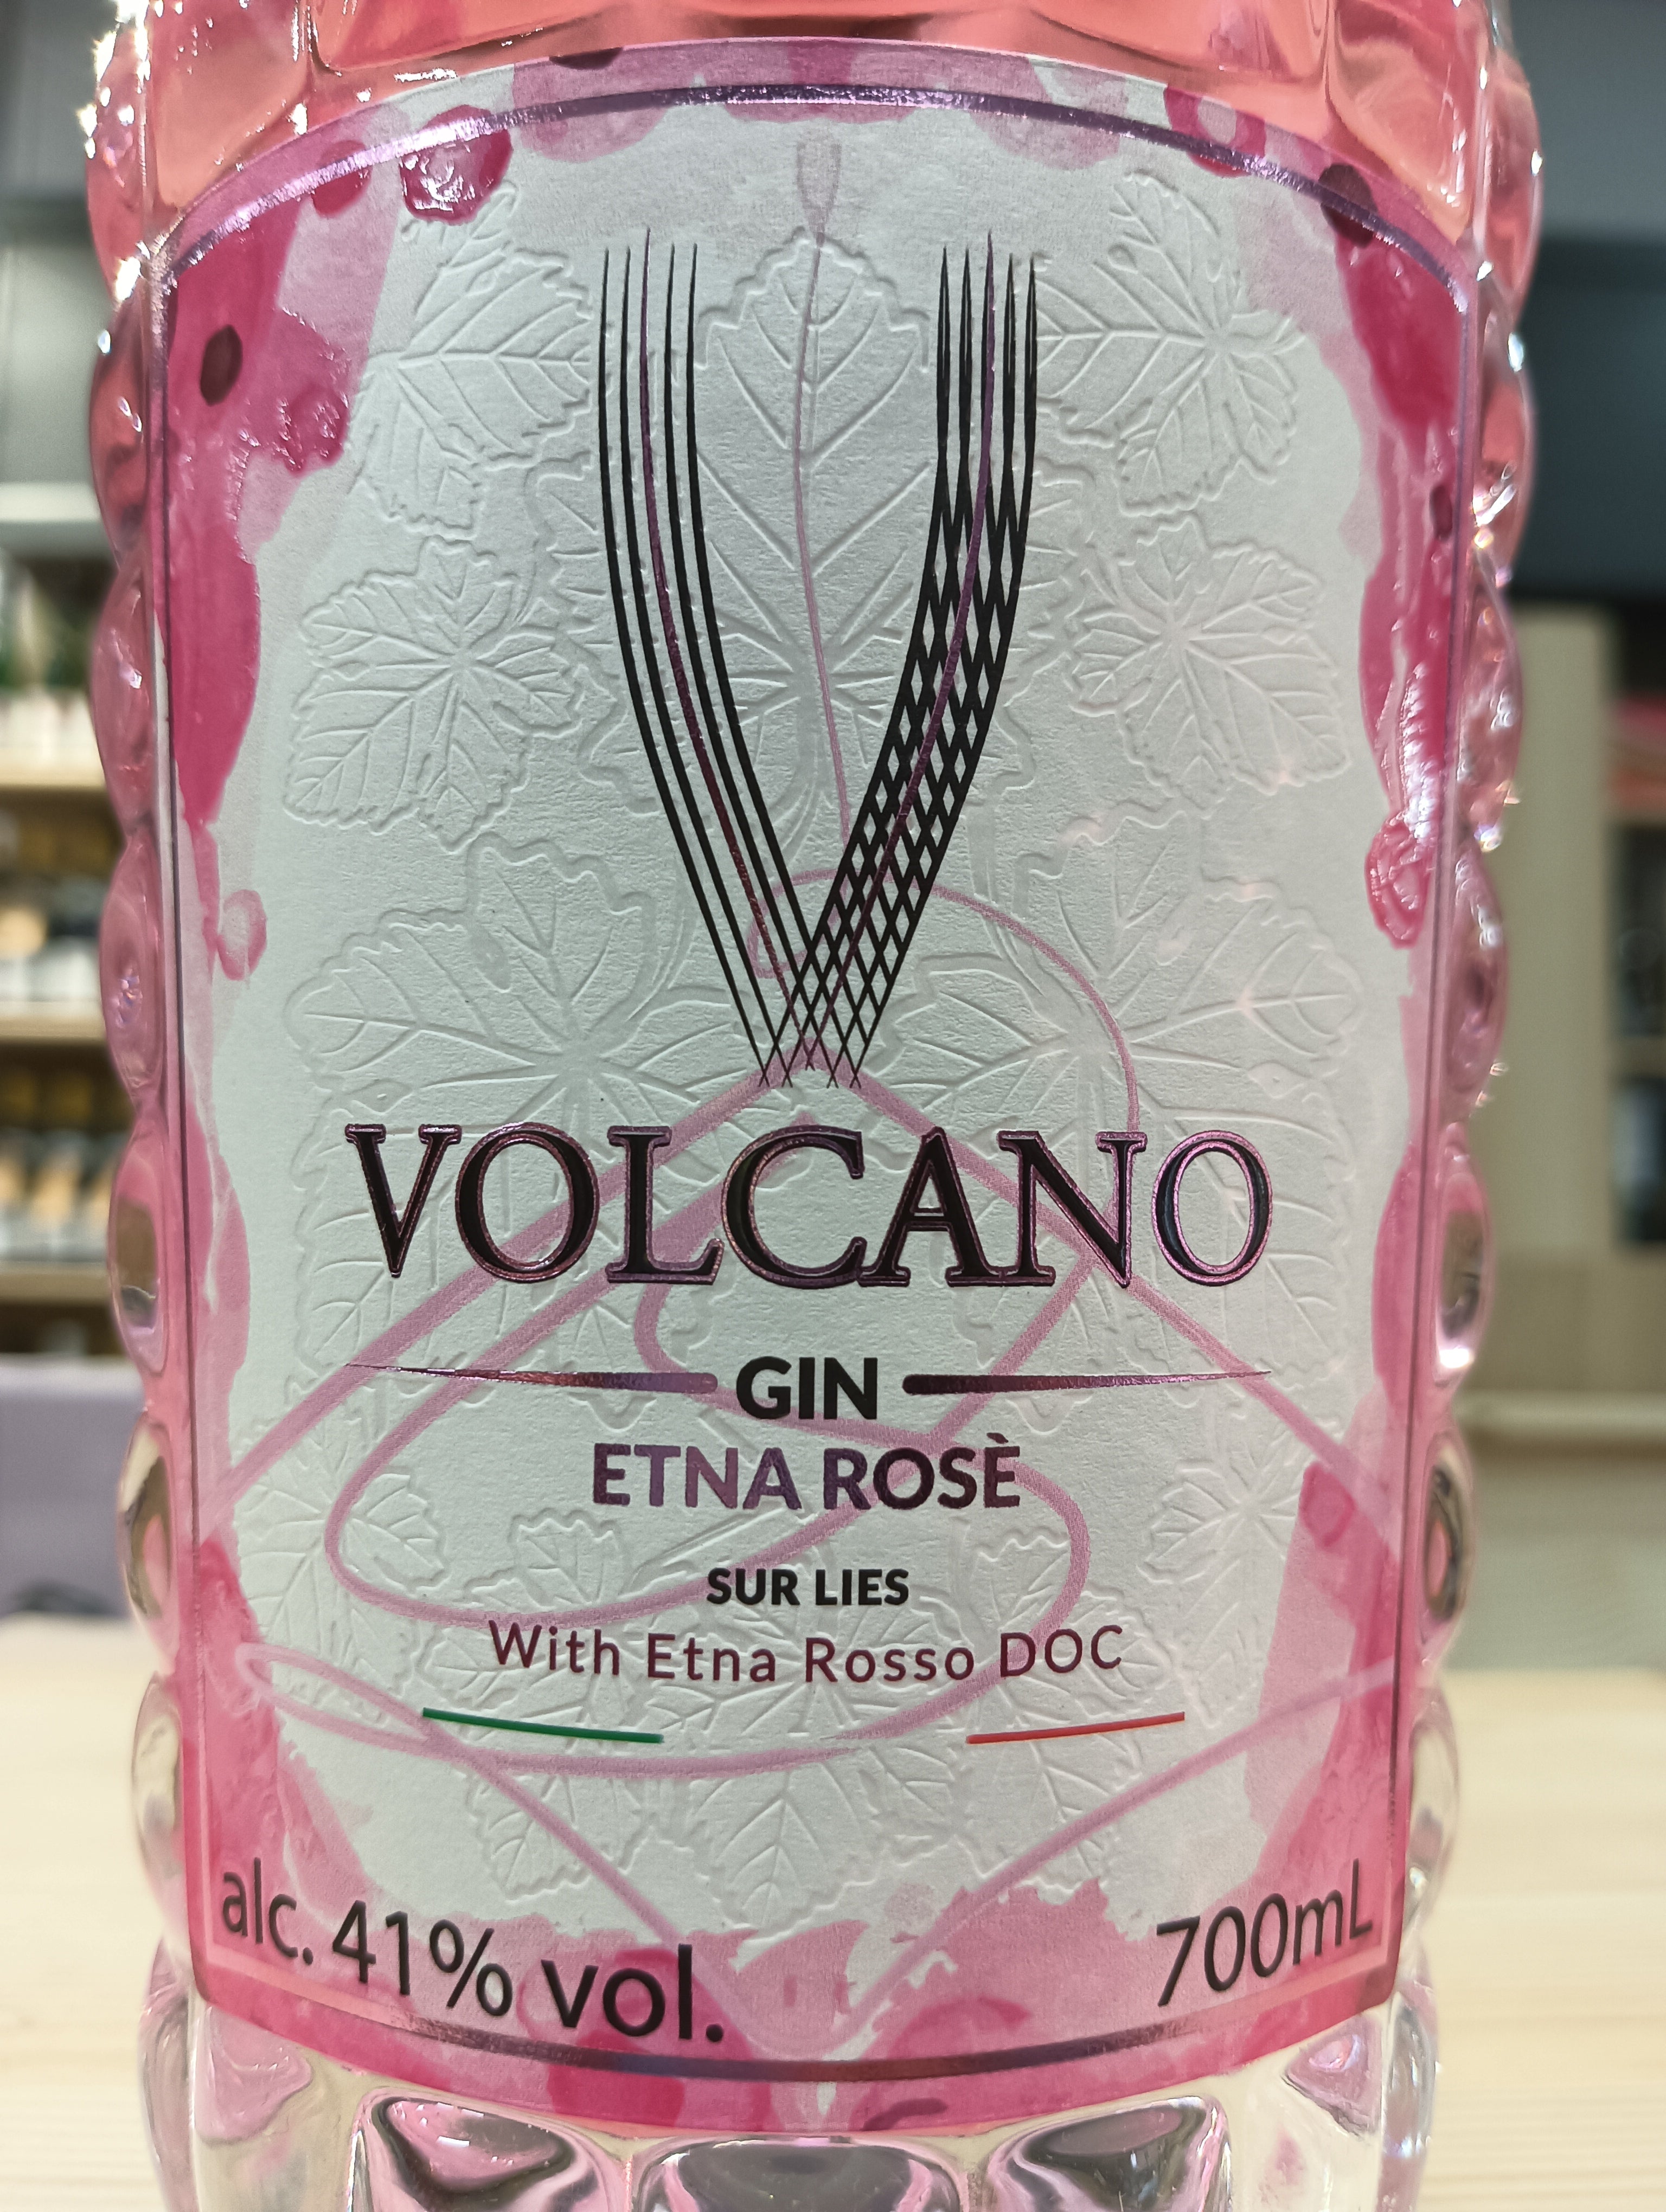 VOLCANO
GIN
ETNA ROSÈ
SUR LIES
With Etna Rosso DOC
alc. 41% vol.
700mL